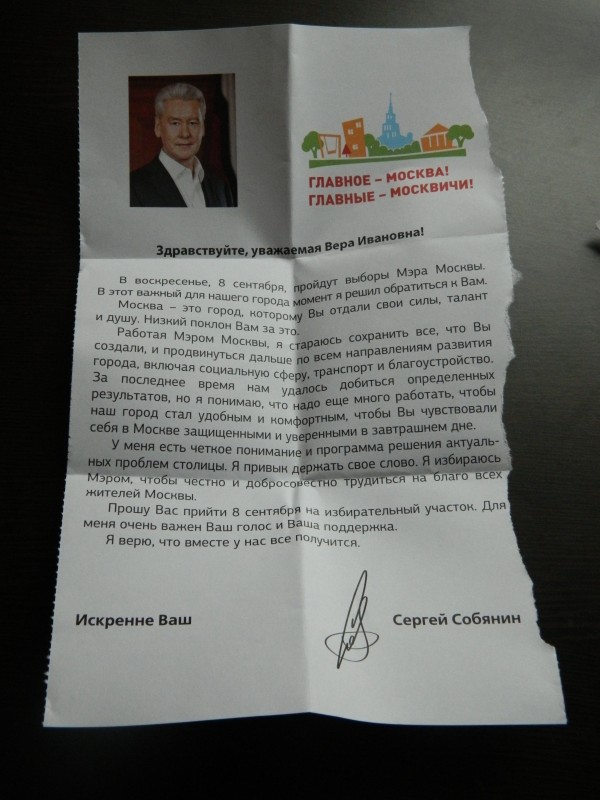 ГЛАВНОЕ – МОСКВА!
ГЛАВНЫЕ – МОСКВИЧИ!
Здравствуйте, уважаемая Вера Ивановна!
В воскресенье, 8 сентября, пройдут выборы Мэра Москвы.
В этот важный для нашего города момент я решил обратиться к Вам.
Москва – это город, которому Вы отдали свои силы, талант
и душу. Низкий поклон Вам за это.
Работая Мэром Москвы, я стараюсь сохранить все, что Вы
создали, и продвинуться дальше по всем направлениям развития
города, включая социальную сферу, транспорт и благоустройство.
За последнее время нам удалось добиться определенных
результатов, но я понимаю, что надо еще много работать, чтобы
наш город стал удобным и комфортным, чтобы Вы чувствовали
себя в Москве защищенными и уверенными в завтрашнем дне.
У меня есть четкое понимание и программа решения актуаль-
ных проблем столицы. Я привык держать свое слово. Я избираюсь
Мэром, чтобы честно и добросовестно трудиться на благо всех
жителей Москвы.
Прошу Вас прийти 8 сентября на избирательный участок. Для
меня очень важен Ваш голос и Ваша поддержка.
Я верю, что вместе у нас все получится.
Искренне Ваш
Сергей Собянин